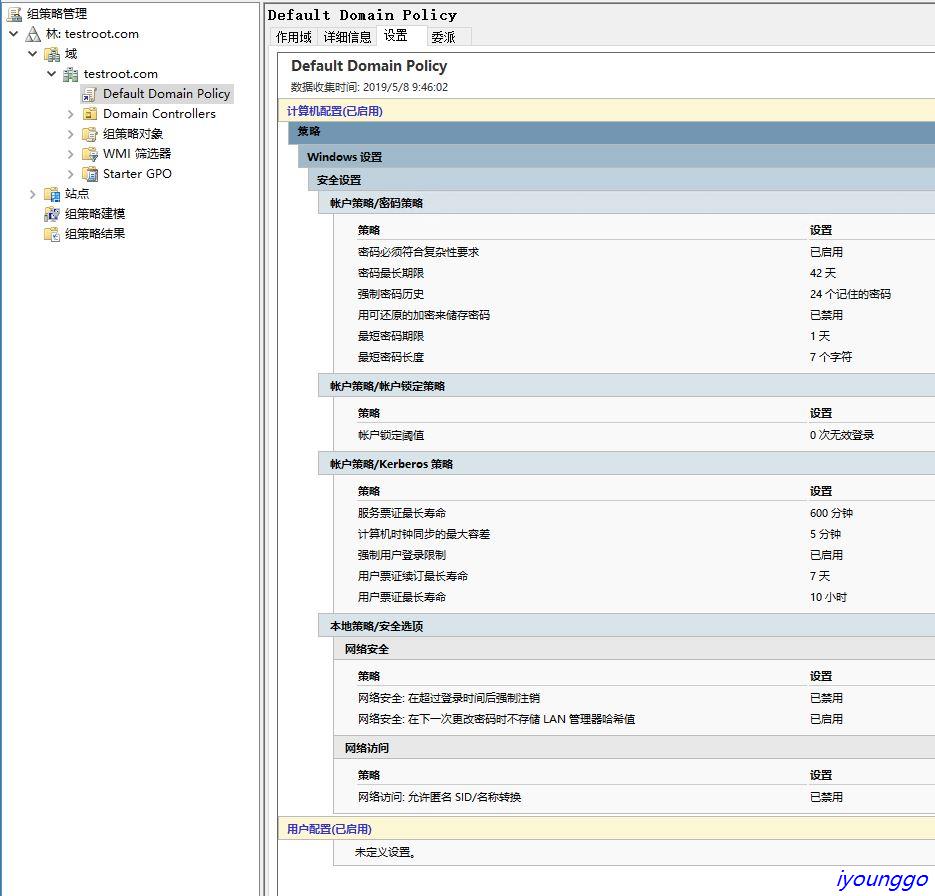 组策略管理
林: testroot.com
域
testroot.com
Default Domain Policy
Domain Controllers
组策略对象
WMI 筛选器
Starter GPO
站点
组策略建模
组策略结果
Default Domain Policy
作用域 详细信息 设置 委派
Default Domain Policy
数据收集时间: 2019/5/8 9:46:02
计算机配置(已启用)
策略
Windows 设置
安全设置
帐户策略/密码策略
策略 设置
密码必须符合复杂性要求 已启用
密码最长期限 42 天
强制密码历史 24 个记住的密码
用可还原的加密来储存密码 已禁用
最短密码期限 1 天
最短密码长度 7 个字符
帐户策略/帐户锁定策略
策略 设置
帐户锁定阈值 0 次无效登录
帐户策略/Kerberos 策略
策略 设置
服务票证最长寿命 600 分钟
计算机时钟同步的最大容差 5 分钟
强制用户登录限制 已启用
用户票证续订最长寿命 7 天
用户票证最长寿命 10 小时
本地策略/安全选项
网络安全
策略 设置
网络安全: 在超过登录时间后强制注销 已禁用
网络安全: 在下一次更改密码时不存储 LAN 管理器哈希值 已启用
网络访问
策略 设置
网络访问: 允许匿名 SID/名称转换 已禁用
用户配置(已启用)
未定义设置。
iyounggo